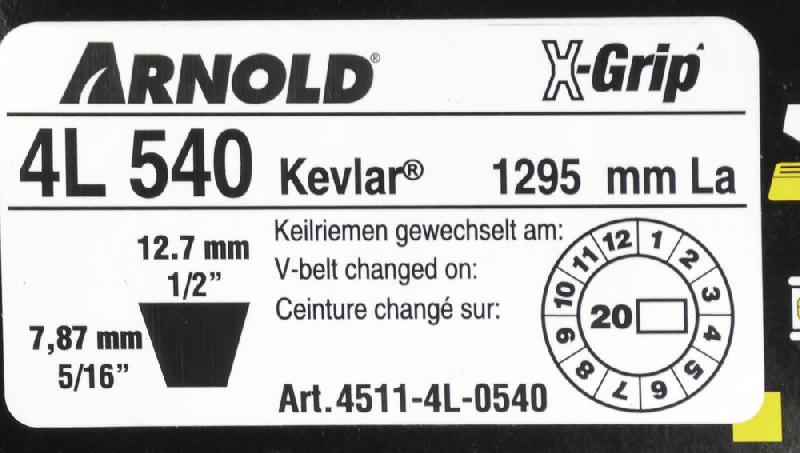 ARNOLD®
X-Grip
4L 540 Kevlar® 1295 mm La
12.7 mm
1/2”
7,87 mm
5/16”
Keilriemen gewechselt am:
V-belt changed on:
Ceinture changé sur:
12 1 2 3 4 5 6 7 8 9 10 11
20
Art.4511-4L-0540